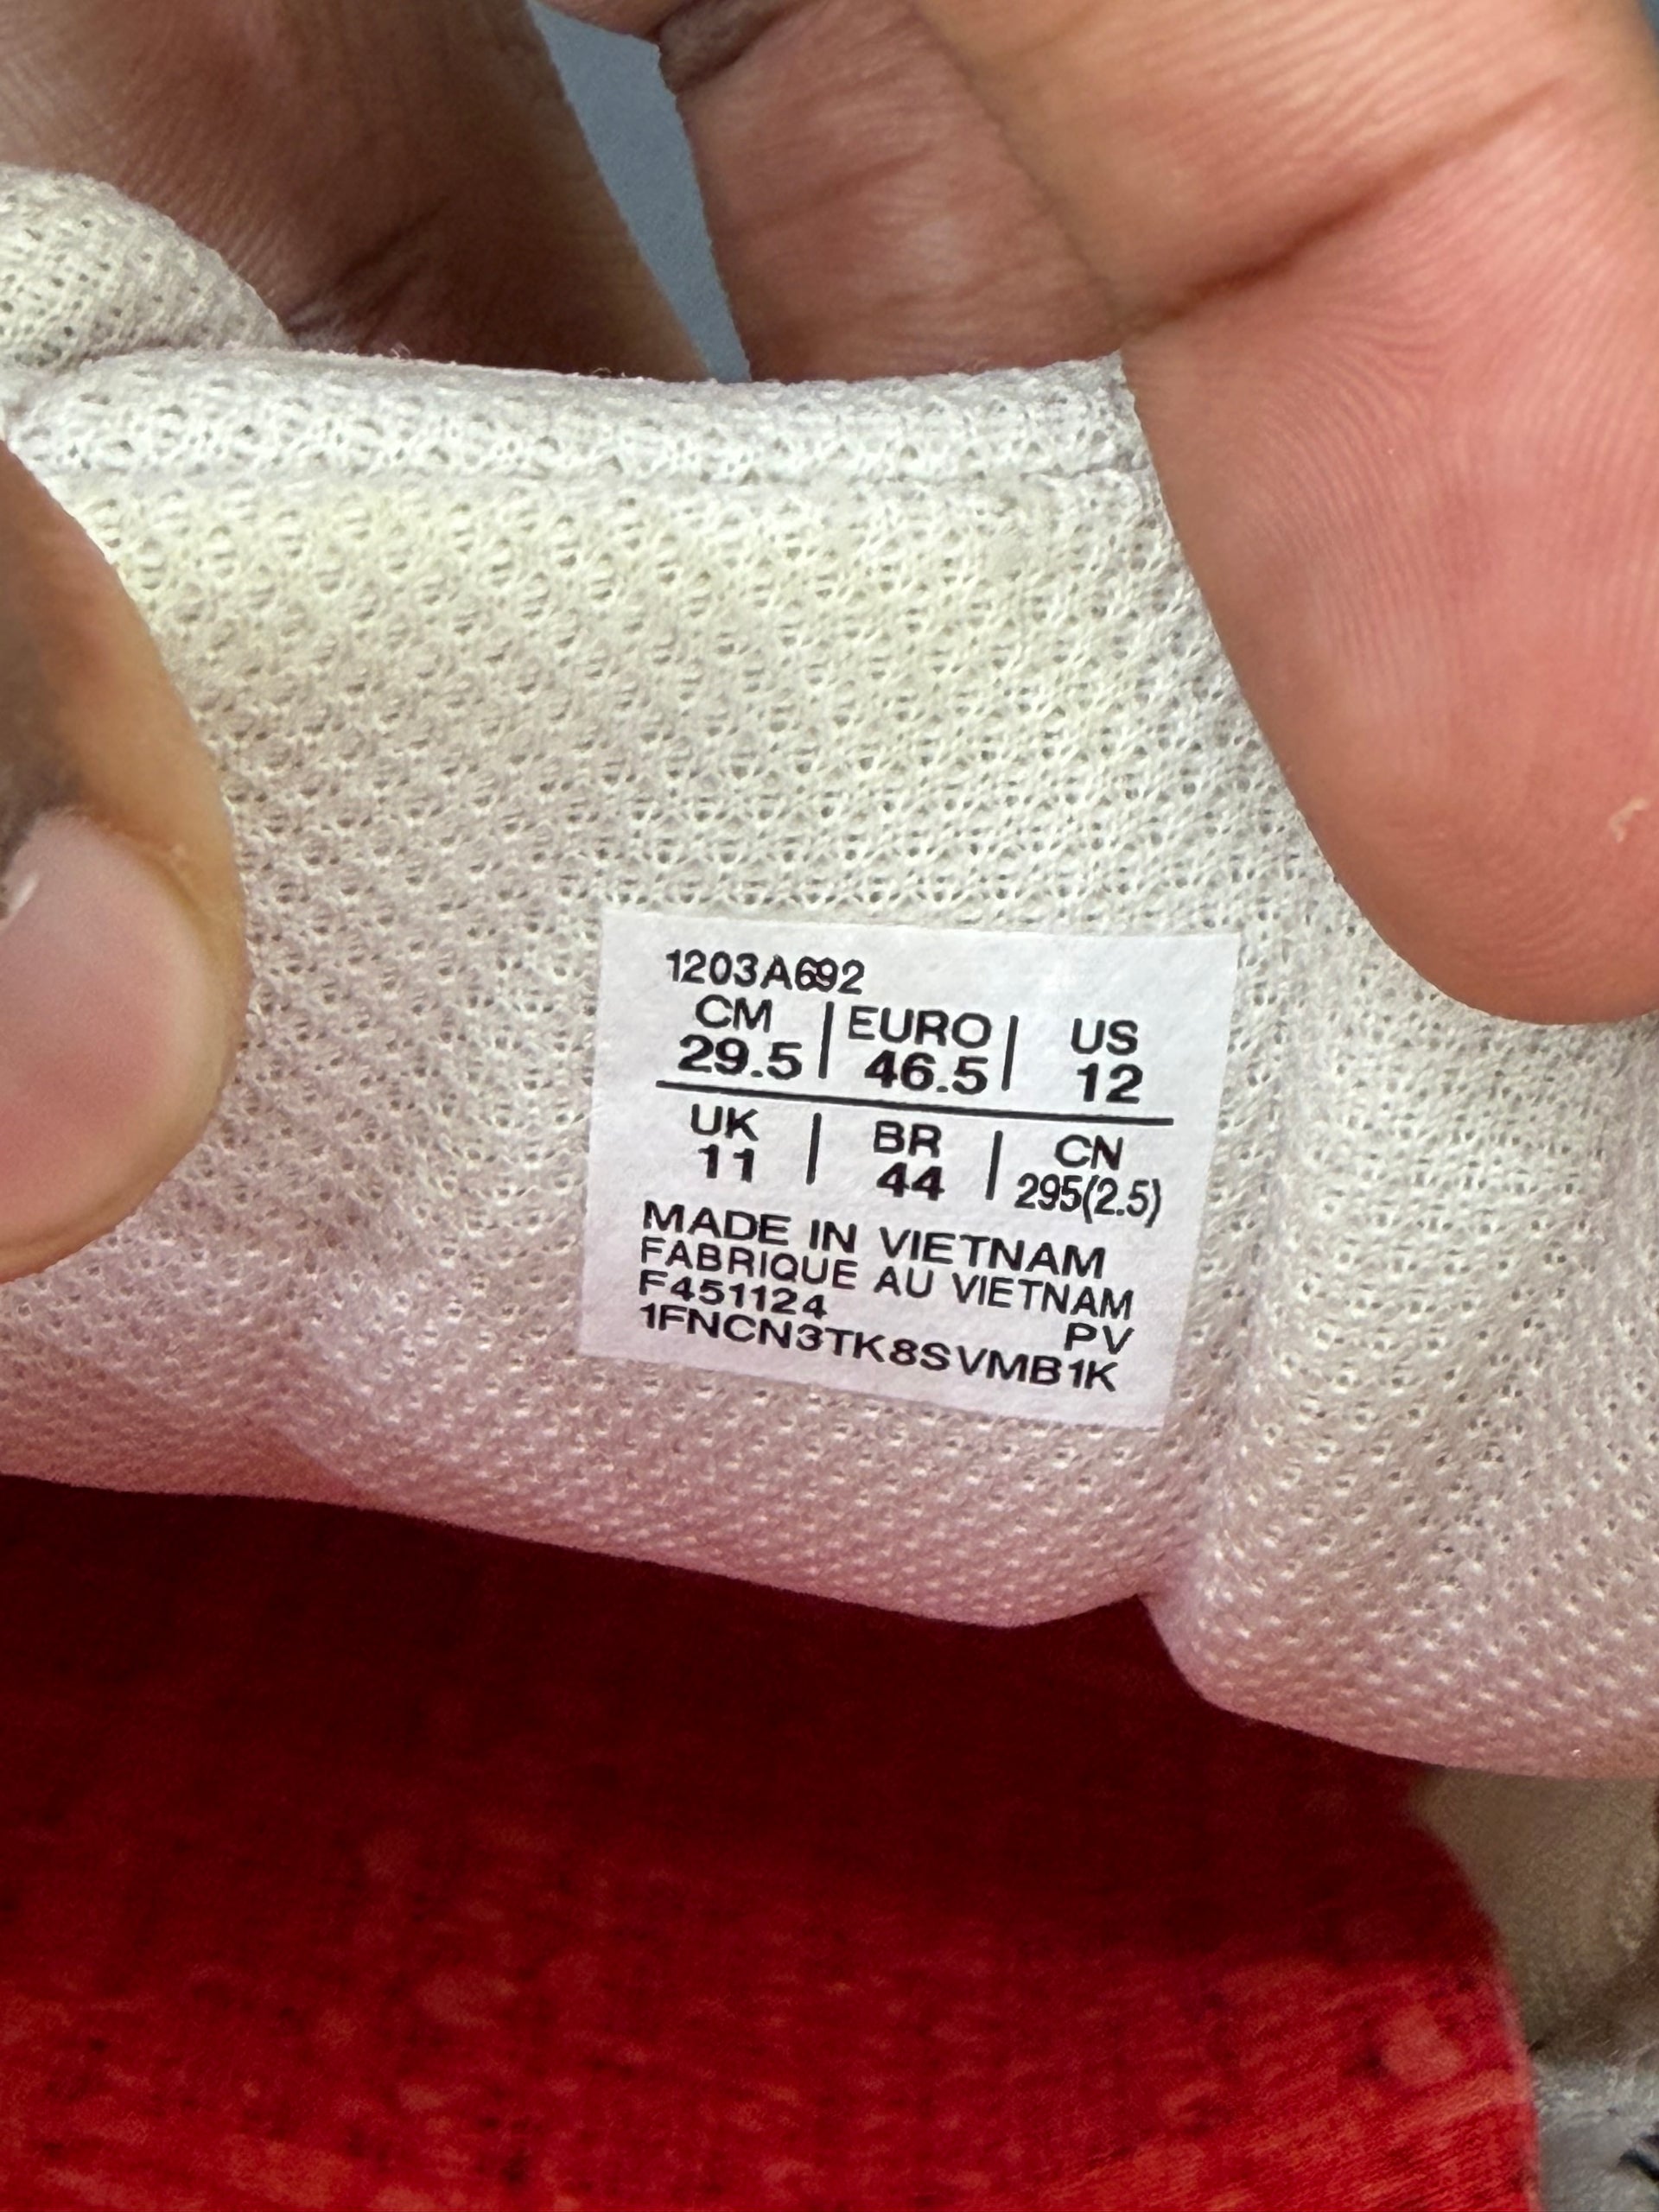 1203A692
CM | EURO | US
29.5 | 46.5 | 12
UK | BR | CN
11 | 44 | 295(2.5)
MADE IN VIETNAM
FABRIQUE AU VIETNAM
F451124 PV
1FNCN3TK8SVMB1K